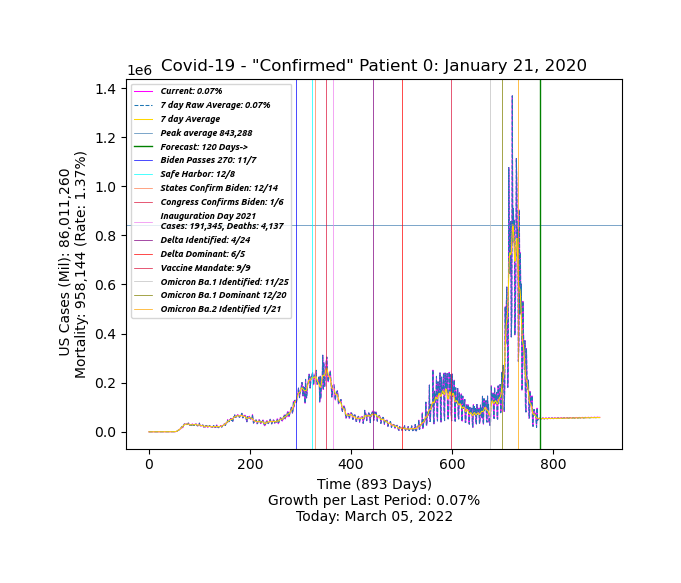 Covid-19 - "Confirmed" Patient 0: January 21, 2020
1e6
1.4
1.2
1.0
0.8
0.6
0.4
0.2
0.0
US Cases (Mil): 86,011,260
Mortality: 958,144 (Rate: 1.37%)
Current: 0.07%
7 day Raw Average: 0.07%
7 day Average
Peak average 843,288
Forecast: 120 Days->
Biden Passes 270: 11/7
Safe Harbor: 12/8
States Confirm Biden: 12/14
Congress Confirms Biden: 1/6
Inauguration Day 2021
Cases: 191,345, Deaths: 4,137
Delta Identified: 4/24
Delta Dominant: 6/5
Vaccine Mandate: 9/9
Omicron Ba.1 Identified: 11/25
Omicron Ba.1 Dominant 12/20
Omicron Ba.2 Identified 1/21
0 200 400 600 800
Time (893 Days)
Growth per Last Period: 0.07%
Today: March 05, 2022